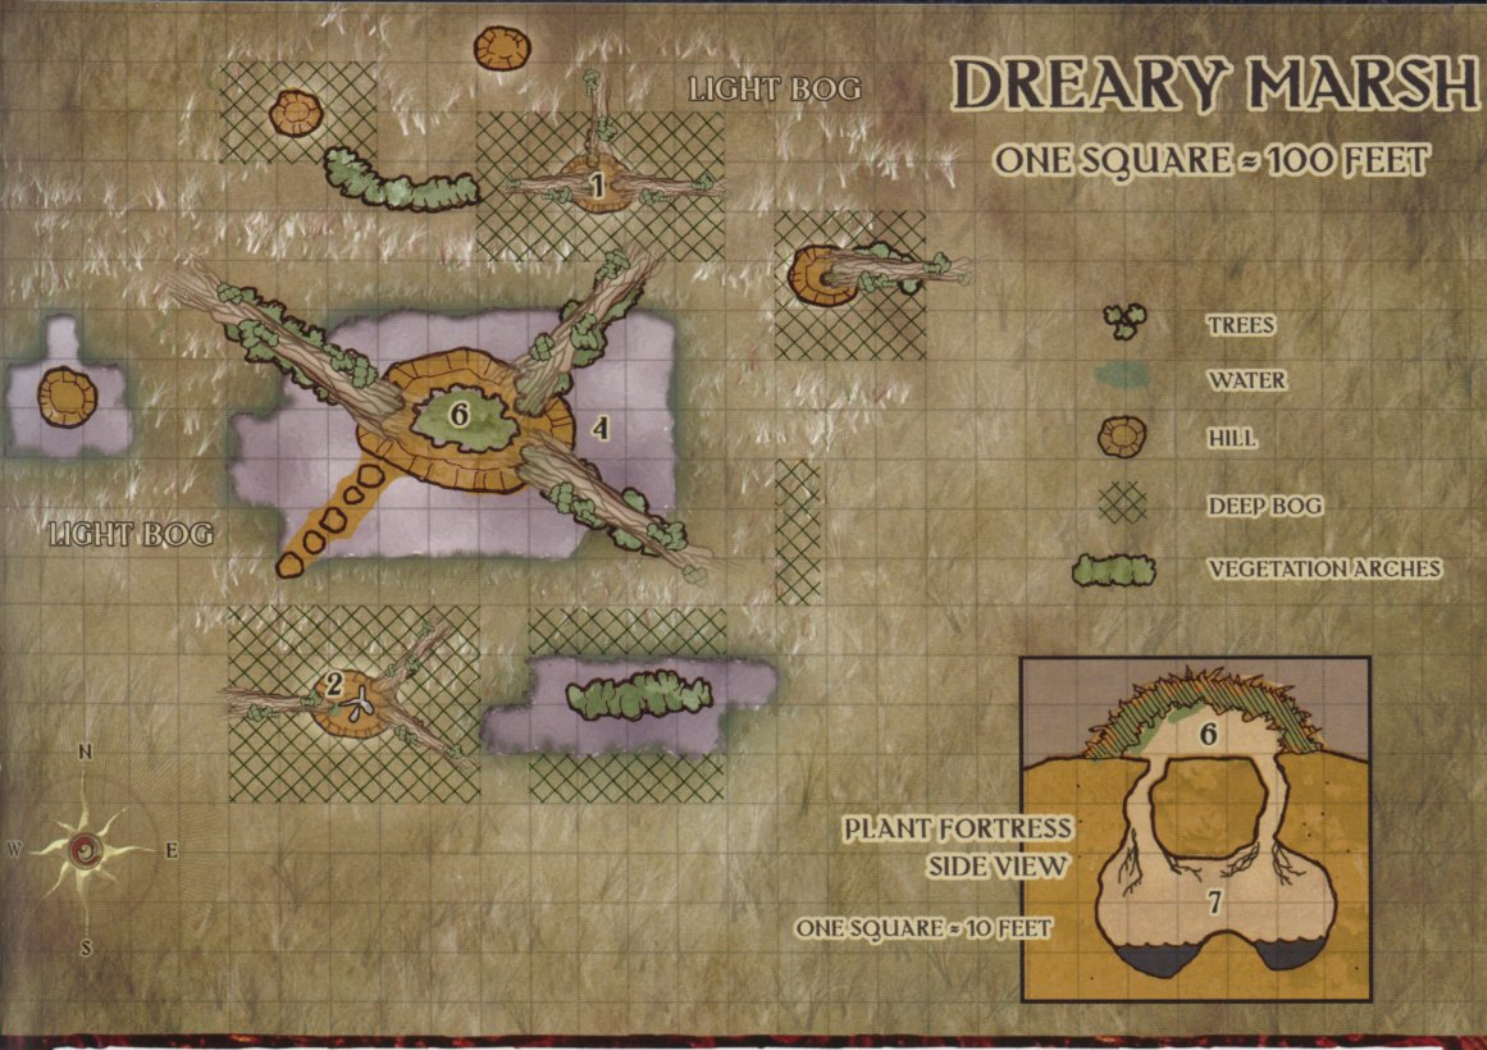 DREARY MARSH
ONE SQUARE = 100 FEET
LIGHT BOG
1
6
4
LIGHT BOG
2
TREES
WATER
HILL
DEEP BOG
VEGETATION ARCHES
N
W
E
S
PLANT FORTRESS
SIDE VIEW
ONE SQUARE = 10 FEET
6
7